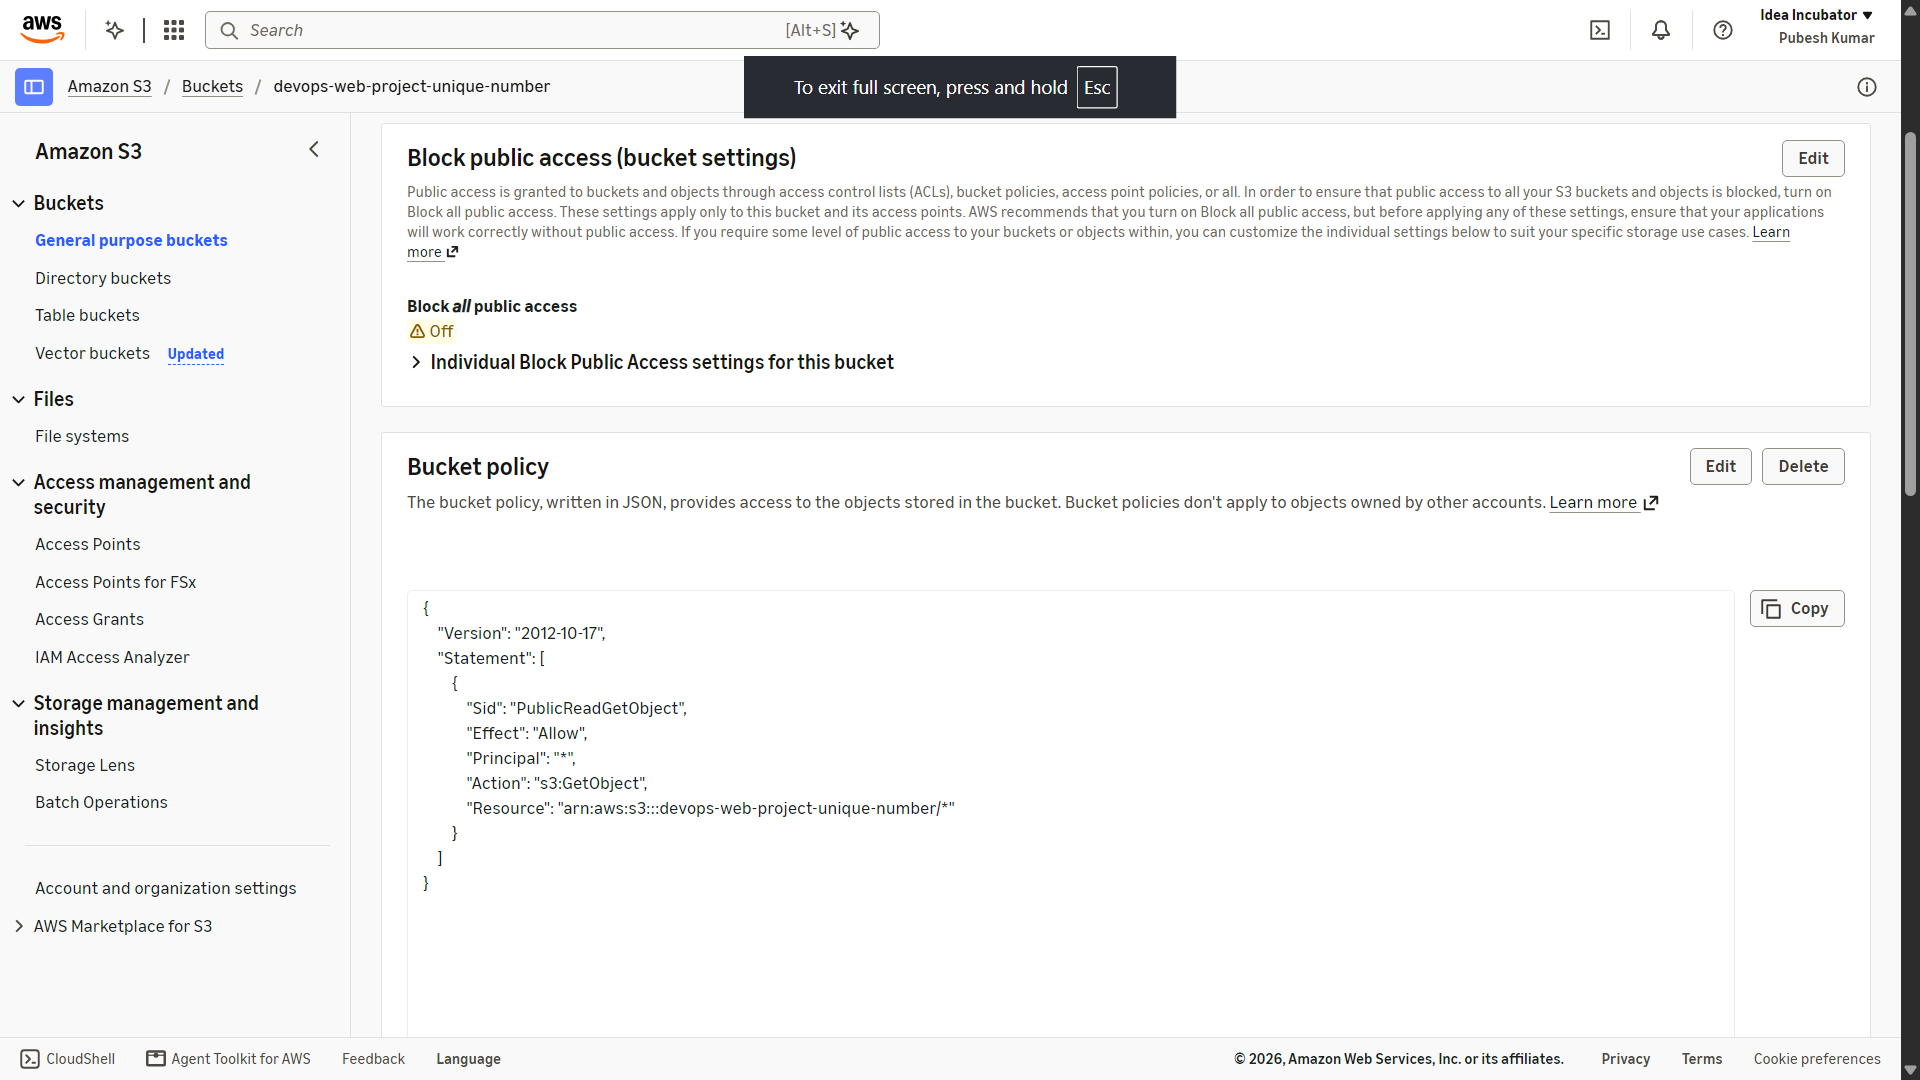 aws
Search
[Alt+S]
Idea Incubator
Pubesh Kumar
Amazon S3 / Buckets / devops-web-project-unique-number
To exit full screen, press and hold Esc
Amazon S3
Buckets
General purpose buckets
Directory buckets
Table buckets
Vector buckets Updated
Files
File systems
Access management and
security
Access Points
Access Points for FSx
Access Grants
IAM Access Analyzer
Storage management and
insights
Storage Lens
Batch Operations
Account and organization settings
AWS Marketplace for S3
Block public access (bucket settings)
Edit
Public access is granted to buckets and objects through access control lists (ACLs), bucket policies, access point policies, or all. In order to ensure that public access to all your S3 buckets and objects is blocked, turn on
Block all public access. These settings apply only to this bucket and its access points. AWS recommends that you turn on Block all public access, but before applying any of these settings, ensure that your applications
will work correctly without public access. If you require some level of public access to your buckets or objects within, you can customize the individual settings below to suit your specific storage use cases. Learn
more
Block all public access
Off
Individual Block Public Access settings for this bucket
Bucket policy
Edit
Delete
The bucket policy, written in JSON, provides access to the objects stored in the bucket. Bucket policies don't apply to objects owned by other accounts. Learn more
Copy
{
"Version": "2012-10-17",
"Statement": [
{
"Sid": "PublicReadGetObject",
"Effect": "Allow",
"Principal": "*",
"Action": "s3:GetObject",
"Resource": "arn:aws:s3:::devops-web-project-unique-number/*"
}
]
}
CloudShell
Agent Toolkit for AWS
Feedback
Language
© 2026, Amazon Web Services, Inc. or its affiliates.
Privacy
Terms
Cookie preferences